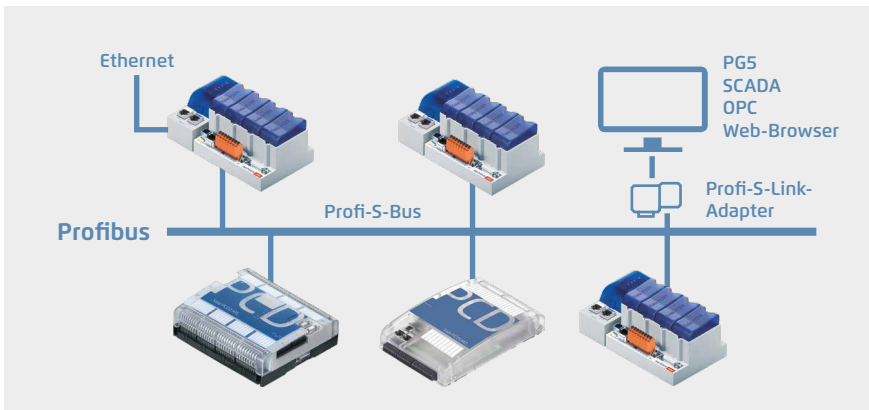 Ethernet
PG5
SCADA
OPC
Web-Browser
Profi-S-Link-
Adapter
Profi-S-Bus
Profibus
PCD
PCD